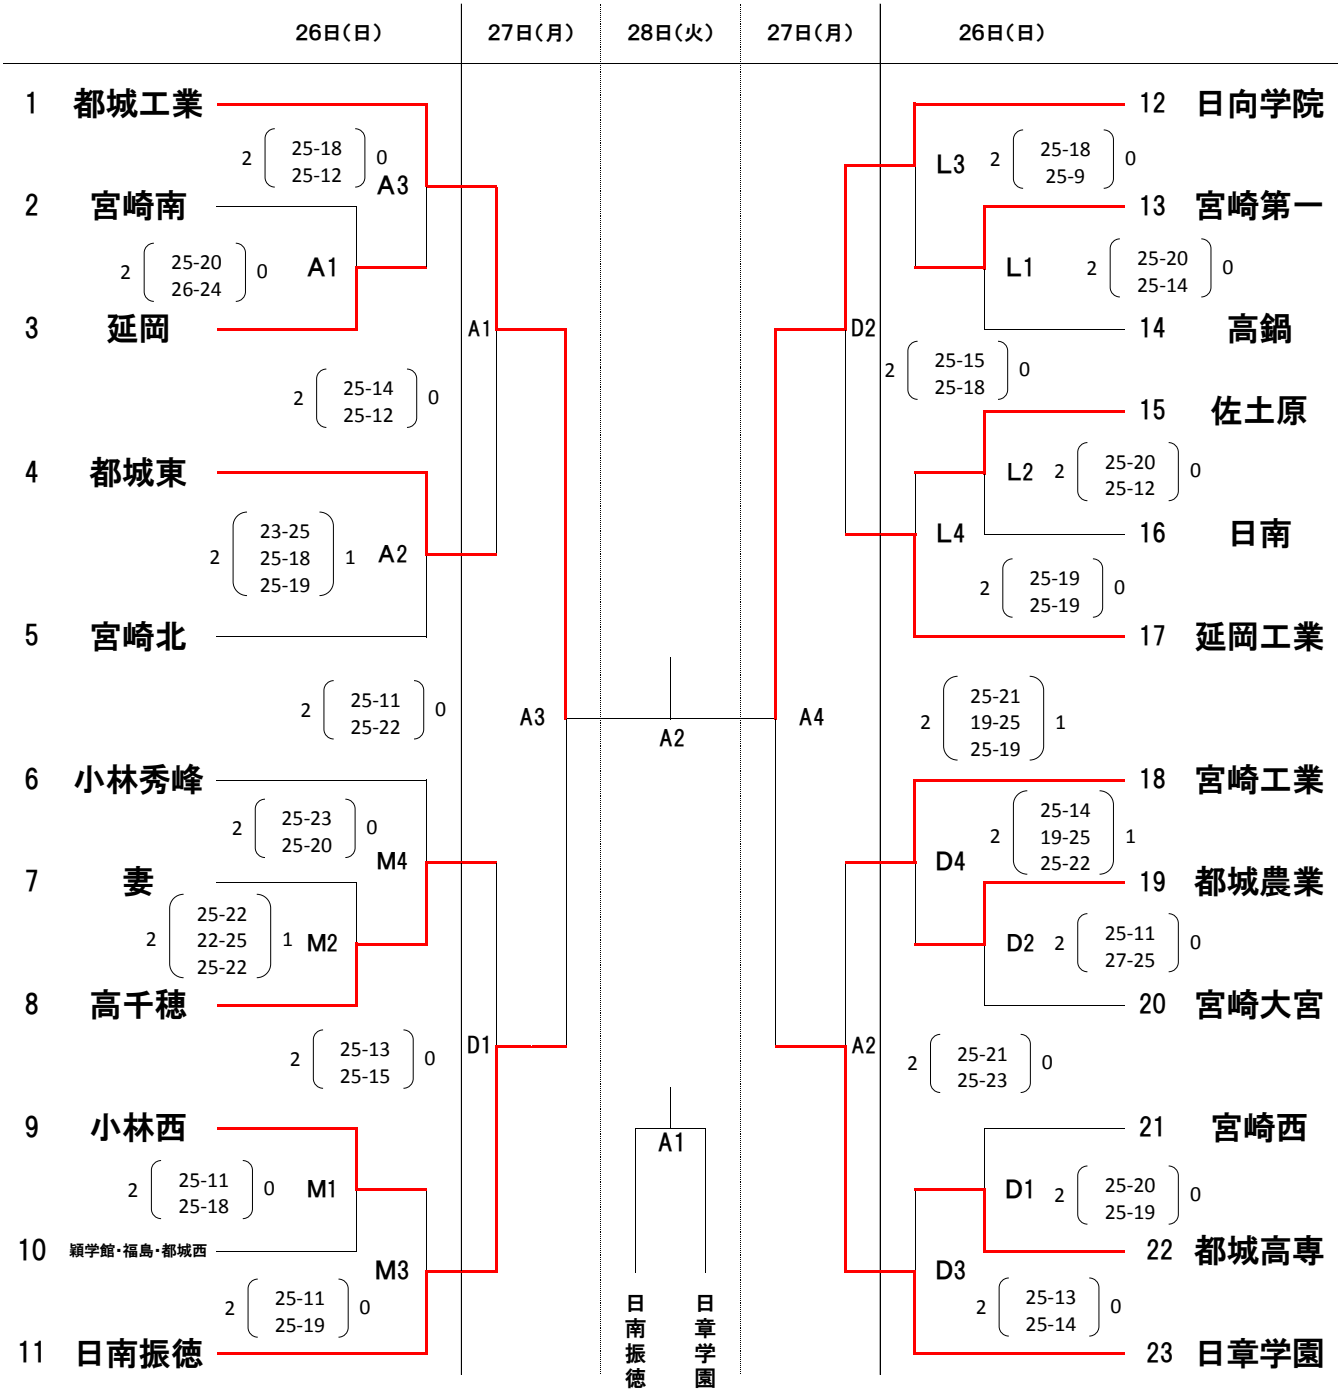 26日(日) 27日(月) 28日(火) 27日(月) 26日(日)
1 都城工業
2 25-18 0
25-12
A3
2 宮崎南
2 25-20 0
26-24
A1
3 延岡
A1
2 25-14 0
25-12
4 都城東
2 23-25 1
25-18
25-19
A2
5 宮崎北
2 25-11 0
25-22
A3
6 小林秀峰
2 25-23 0
25-20
M4
7 妻
2 25-22 1
22-25
25-22
M2
8 高千穂
2 25-13 0
25-15
D1
9 小林西
2 25-11 0
25-18
M1
10 穎学館・福島・都城西
M3
2 25-11 0
25-19
11 日南振徳
A2
A1
日南振徳
日章学園
12 日向学院
L3 2 25-18 0
25-9
13 宮崎第一
L1 2 25-20 0
25-14
14 高鍋
D2
2 25-15 0
25-18
15 佐土原
L2 2 25-20 0
25-12
16 日南
L4
2 25-19 0
25-19
17 延岡工業
A4
2 25-21 1
19-25
25-19
18 宮崎工業
D4 2 25-14 1
19-25
25-22
19 都城農業
D2 2 25-11 0
27-25
20 宮崎大宮
A2
2 25-21 0
25-23
21 宮崎西
D1 2 25-20 0
25-19
22 都城高専
D3
2 25-13 0
25-14
23 日章学園